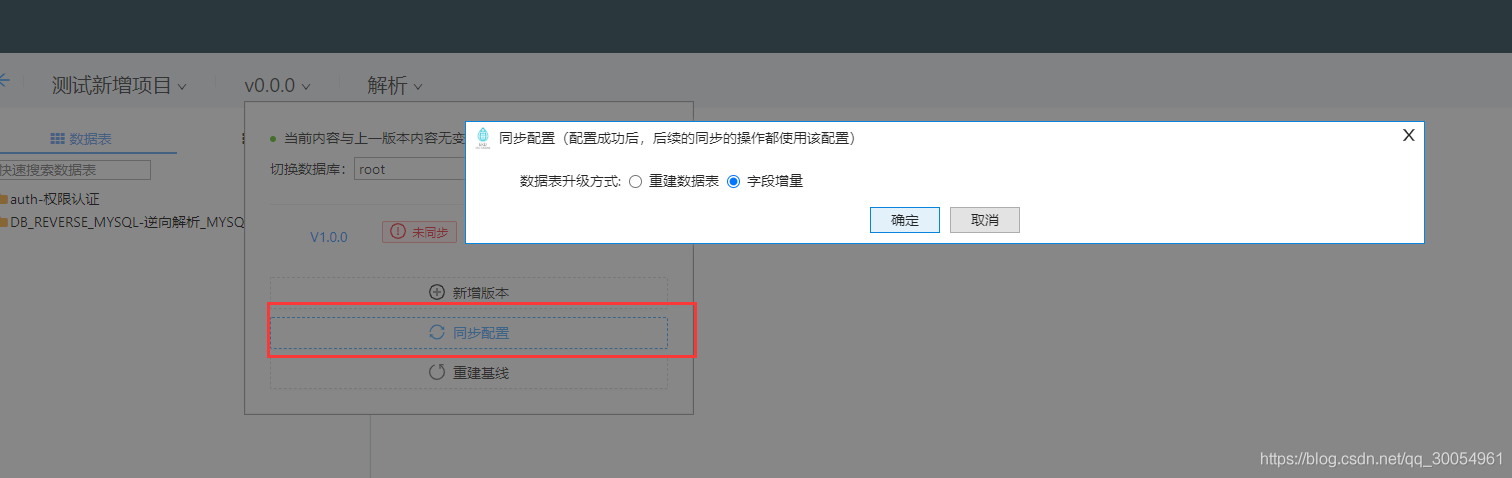 测试新增项目 v0.0.0 解析
数据表
快速搜索数据表
auth-权限认证
DB_REVERSE_MYSQL-逆向解析_MYSQ
当前内容与上一版本内容无变
切换数据库: root
V1.0.0 未同步
新增版本
同步配置
重建基线
同步配置（配置成功后，后续的同步的操作都使用该配置） X
数据表升级方式: 重建数据表 字段增量
确定 取消
https://blog.csdn.net/qq_30054961